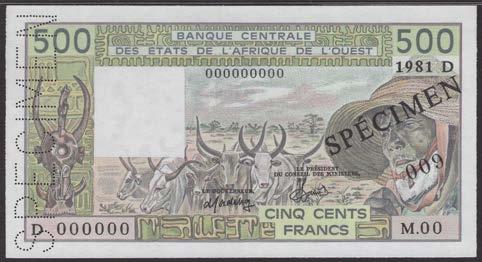 500 BANQUE CENTRALE 500
DES ETATS DE L'AFRIQUE DE L'OUEST
000000000 1981 D
SPÉCIMEN
009
SPECIMEN
LE PRÉSIDENT
DU CONSEIL DES MINISTRES,
LE GOUVERNEUR
CINQ CENTS
FRANCS
D. 000000 M.00